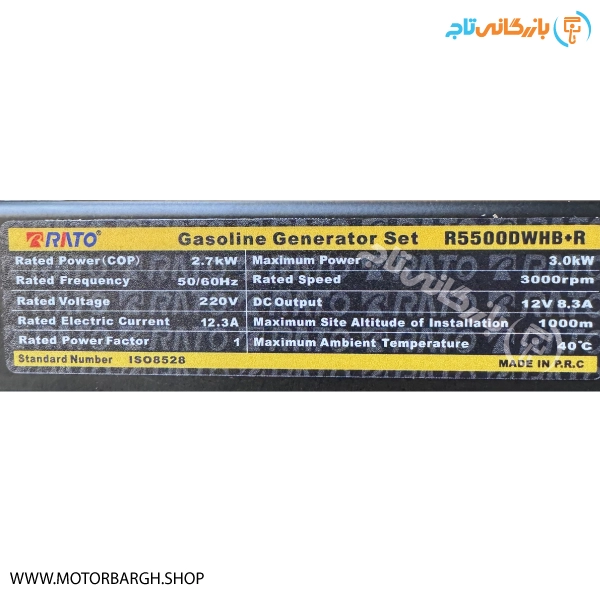 بازرگانی تاج
RATO® Gasoline Generator Set R5500DWHB+R
Rated Power(COP) 2.7kW Maximum Power 3.0kW
Rated Frequency 50/60Hz Rated Speed 3000rpm
Rated Voltage 220V DC Output 12V 8.3A
Rated Electric Current 12.3A Maximum Site Altitude of Installation 1000m
Rated Power Factor 1 Maximum Ambient Temperature 40°C
Standard Number ISO8528 MADE IN P.R.C
بازرگانی تاج
WWW.MOTORBARGH.SHOP